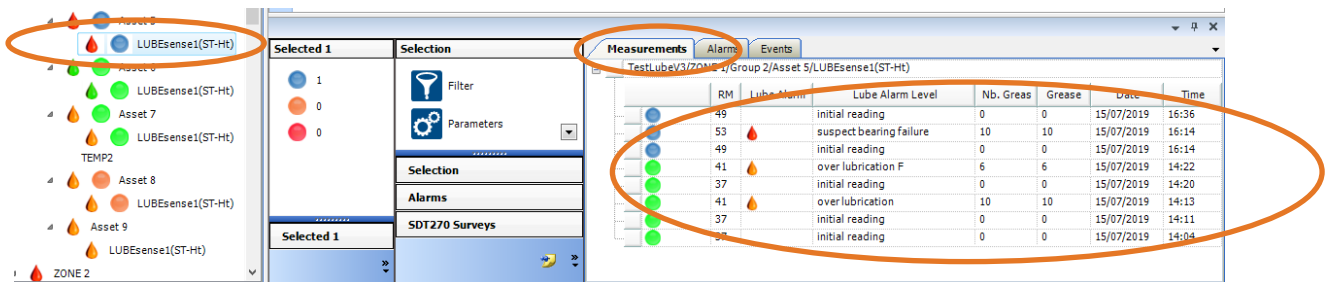 Asset 5
LUBEsense1(ST-Ht)
Asset 6
LUBEsense1(ST-Ht)
Asset 7
LUBEsense1(ST-Ht)
TEMP2
Asset 8
LUBEsense1(ST-Ht)
Asset 9
LUBEsense1(ST-Ht)
ZONE 2
Selected 1
1
0
0
Selected 1
Selection
Filter
Parameters
Selection
Alarms
SDT270 Surveys
Measurements Alarms Events
TestLubeV3/ZONE 1/Group 2/Asset 5/LUBEsense1(ST-Ht)
RM Lube Alarm Lube Alarm Level Nb. Greas Grease Date Time
49 initial reading 0 0 15/07/2019 16:36
53 suspect bearing failure 10 10 15/07/2019 16:14
49 initial reading 0 0 15/07/2019 16:14
41 over lubrication F 6 6 15/07/2019 14:22
37 initial reading 0 0 15/07/2019 14:20
41 over lubrication 10 10 15/07/2019 14:13
37 initial reading 0 0 15/07/2019 14:11
37 initial reading 0 0 15/07/2019 14:04